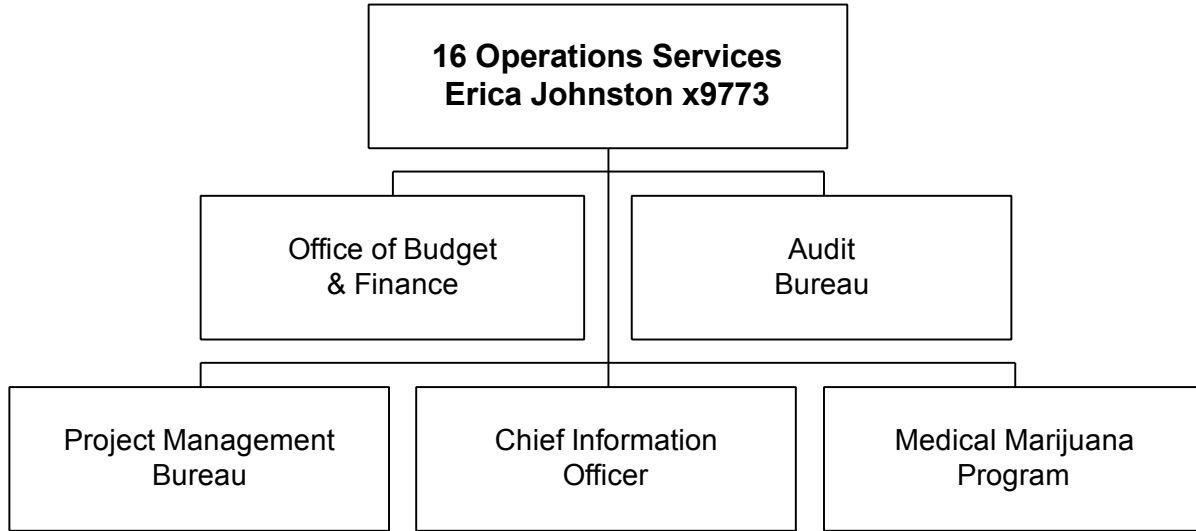 16 Operations Services
Erica Johnston x9773
Office of Budget
& Finance
Audit
Bureau
Project Management
Bureau
Chief Information
Officer
Medical Marijuana
Program